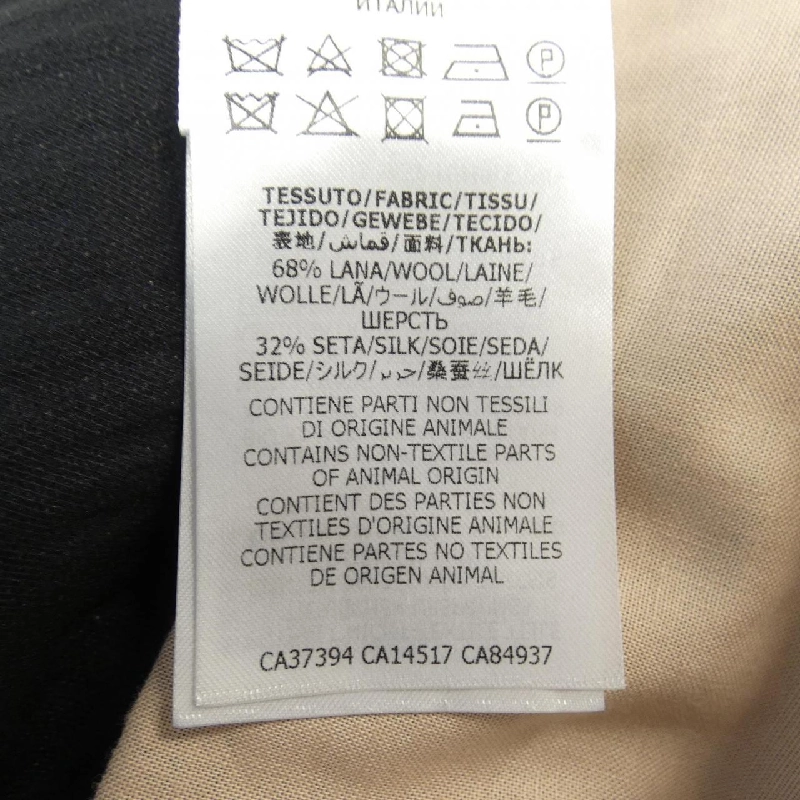 ИТАЛИИ
P
P
TESSUTO/FABRIC/TISSU/
TEJIDO/GEWEBE/TECIDO/
表地/قماش/面料/ТКАНЬ:
68% LANA/WOOL/LAINE/
WOLLE/LÃ/ウール/صوف/羊毛/
ШЕРСТЬ
32% SETA/SILK/SOIE/SEDA/
SEIDE/シルク/حرير/桑蚕丝/ШЁЛК
CONTIENE PARTI NON TESSILI
DI ORIGINE ANIMALE
CONTAINS NON-TEXTILE PARTS
OF ANIMAL ORIGIN
CONTIENT DES PARTIES NON
TEXTILES D'ORIGINE ANIMALE
CONTIENE PARTES NO TEXTILES
DE ORIGEN ANIMAL
CA37394 CA14517 CA84937